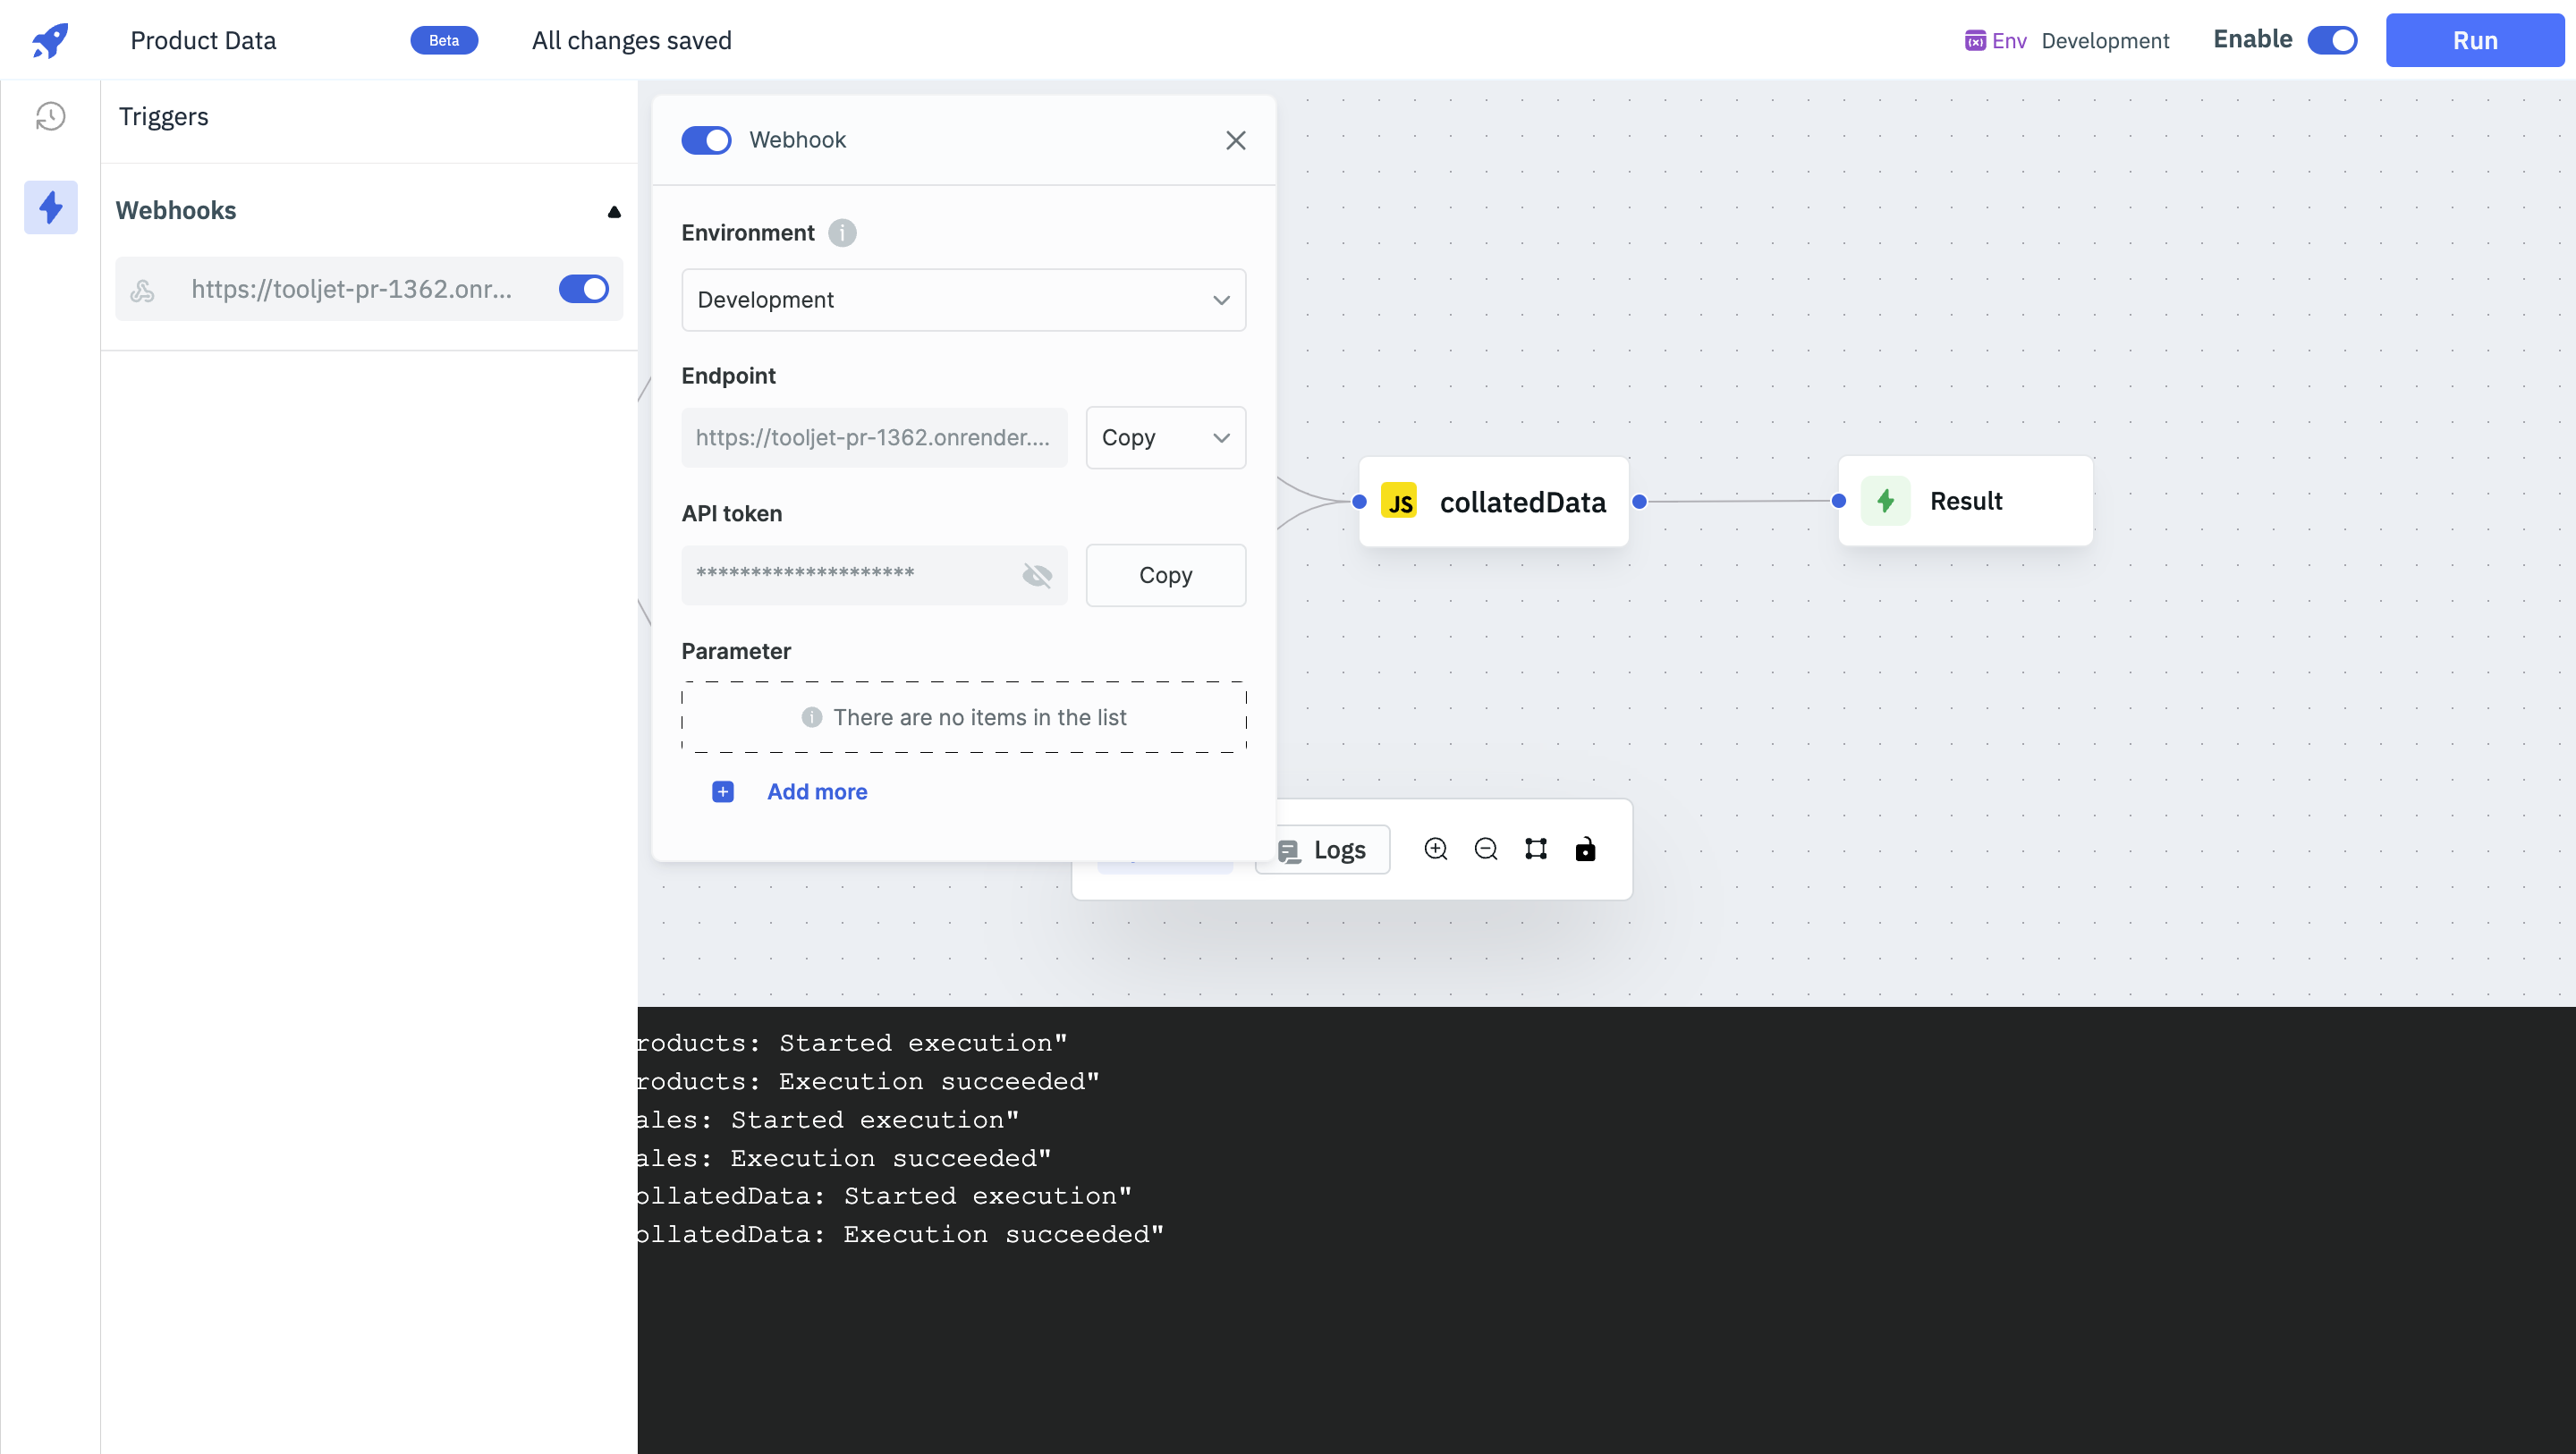 Product Data
Beta
All changes saved
Env
Development
Enable
Run
Triggers
Webhooks
https://tooljet-pr-1362.onr...
Webhook
Environment
Development
Endpoint
https://tooljet-pr-1362.onrender....
Copy
API token
********************
Copy
Parameter
There are no items in the list
Add more
JS
collatedData
Result
Logs
roducts: Started execution"
roducts: Execution succeeded"
ales: Started execution"
ales: Execution succeeded"
ollatedData: Started execution"
ollatedData: Execution succeeded"